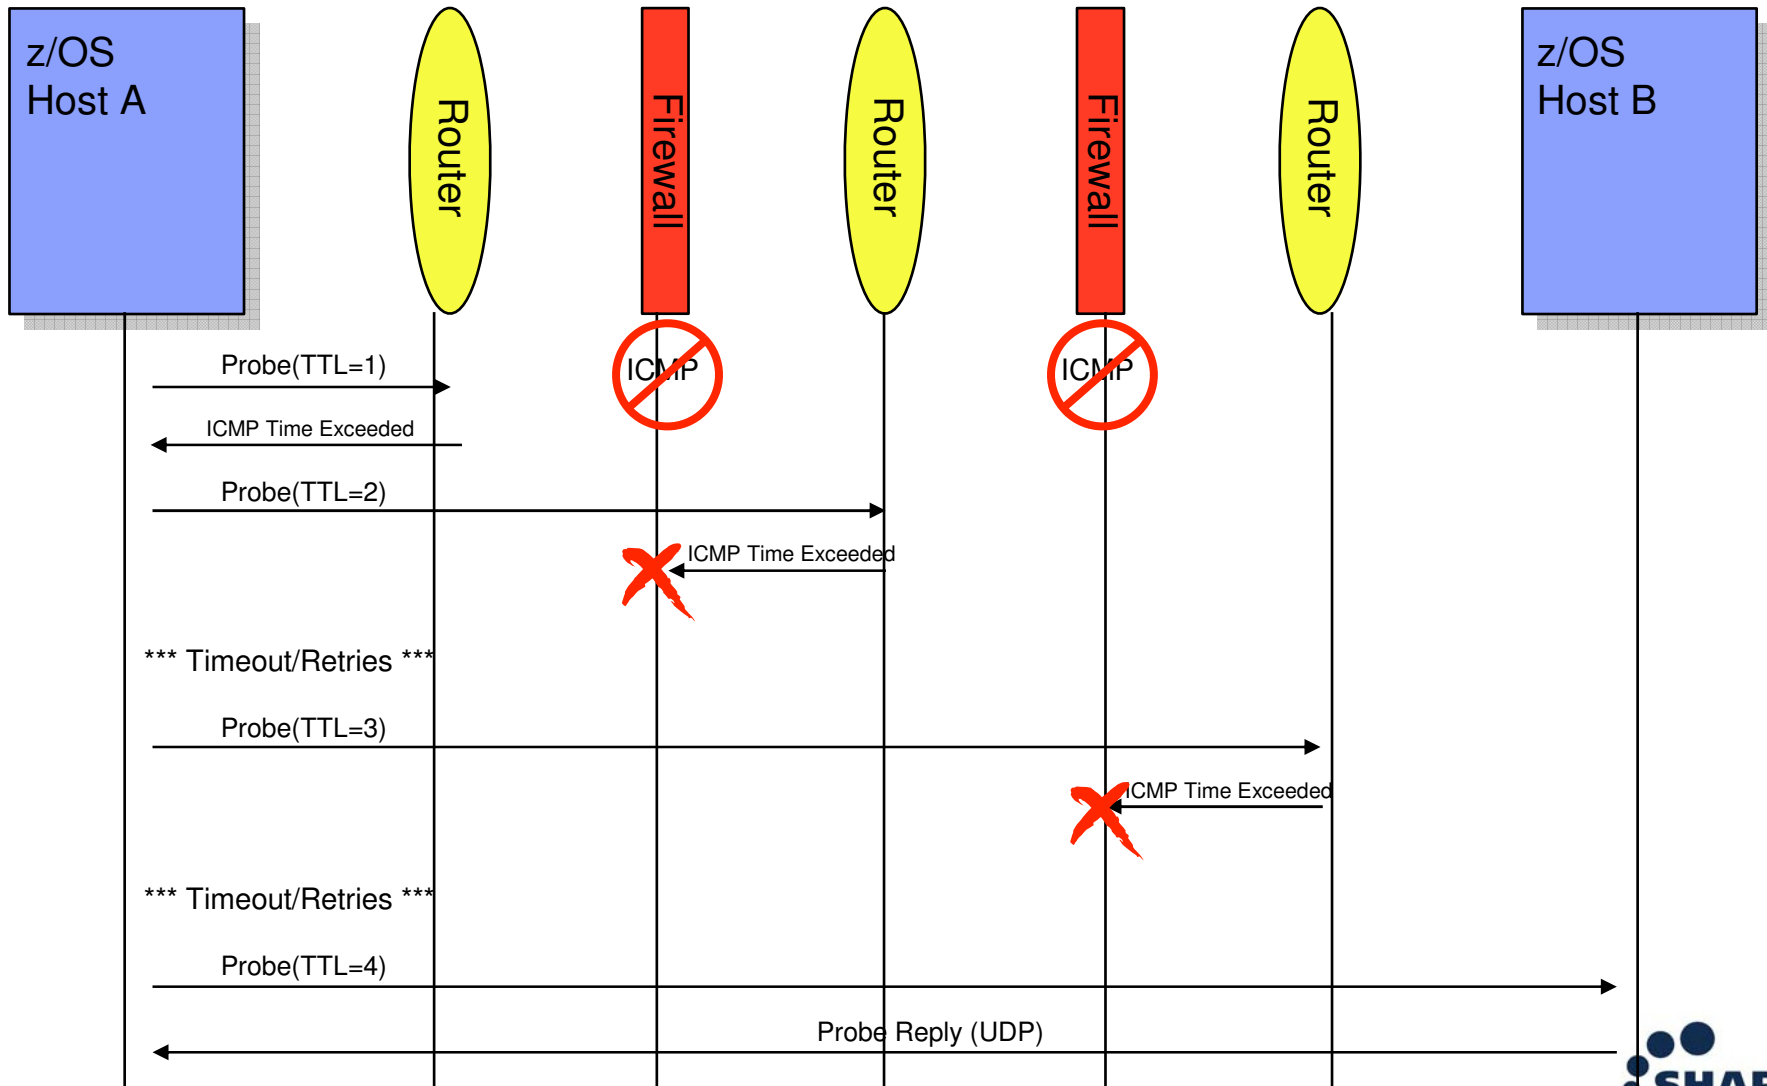 z/OS
Host A
Router
Firewall
Router
Firewall
Router
z/OS
Host B
Probe(TTL=1)
ICMP
ICMP
ICMP Time Exceeded
Probe(TTL=2)
ICMP Time Exceeded
*** Timeout/Retries ***
Probe(TTL=3)
ICMP Time Exceeded
*** Timeout/Retries ***
Probe(TTL=4)
Probe Reply (UDP)